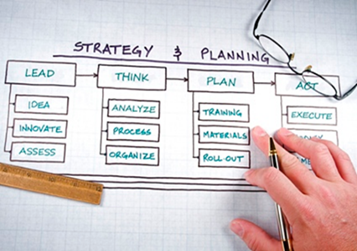 STRATEGY & PLANNING
LEAD THINK PLAN ACT
IDEA ANALYZE TRAINING EXECUTE
INNOVATE PROCESS MATERIALS
ASSESS ORGANIZE ROLL OUT